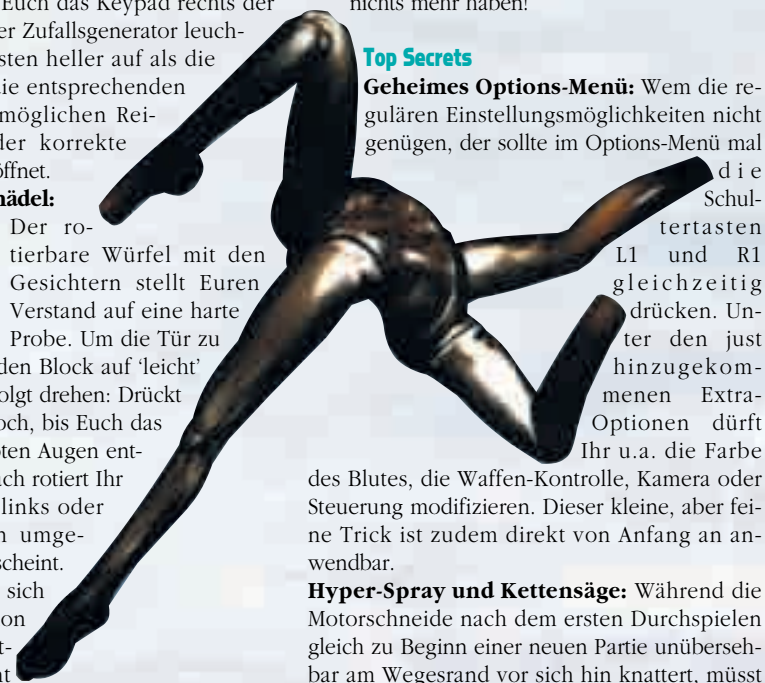 Euch das Keypad rechts der
er Zufallsgenerator leuch-
sten heller auf als die
die entsprechenden
möglichen Rei-
der korrekte
öffnet.
nädel:
Der ro-
tierbare Würfel mit den
Gesichtern stellt Euren
Verstand auf eine harte
Probe. Um die Tür zu
den Block auf 'leicht'
olgt drehen: Drückt
och, bis Euch das
oten Augen ent-
uch rotiert Ihr
links oder
n umge-
scheint.
sich
on
t-
nt
nichts mehr haben!
Top Secrets
Geheimes Options-Menü: Wem die re-
gulären Einstellungsmöglichkeiten nicht
genügen, der sollte im Options-Menü mal
die
Schul-
tertasten
L1 und R1
gleichzeitig
drücken. Un-
ter den just
hinzugekom-
menen Extra-
Optionen dürft
Ihr u.a. die Farbe
des Blutes, die Waffen-Kontrolle, Kamera oder
Steuerung modifizieren. Dieser kleine, aber fei-
ne Trick ist zudem direkt von Anfang an an-
wendbar.
Hyper-Spray und Kettensäge: Während die
Motorschneide nach dem ersten Durchspielen
gleich zu Beginn einer neuen Partie unüberseh-
bar am Wegesrand vor sich hin knattert, müsst